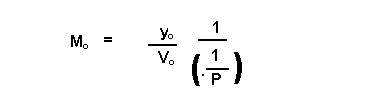 Mₒ = yₒ/Vₒ 1/(.1/P)